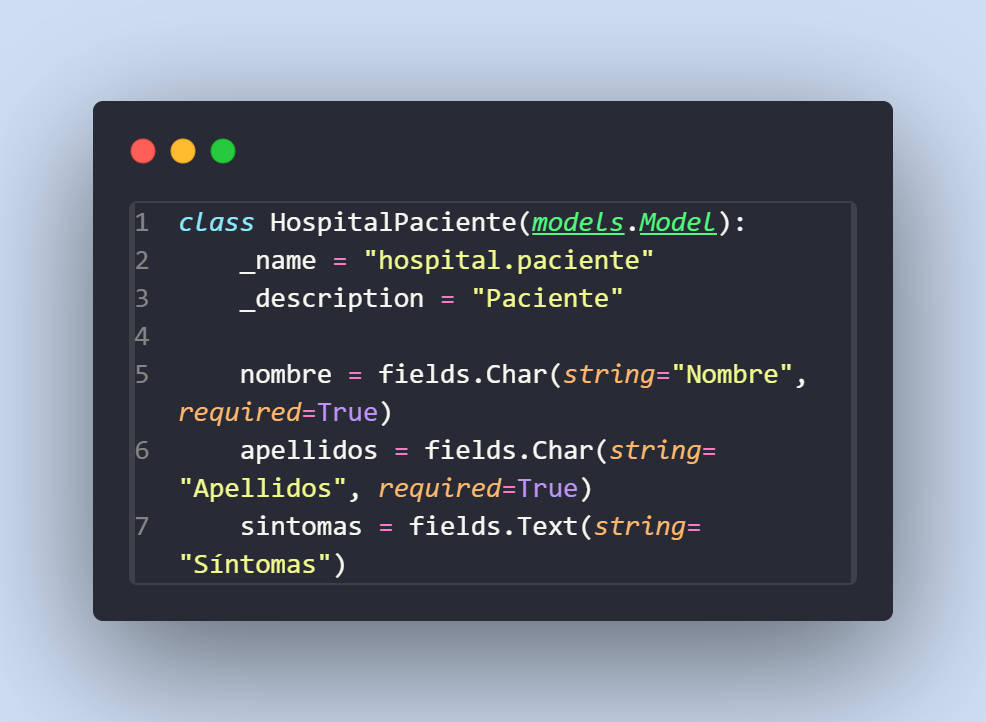 1 class HospitalPaciente(models.Model):
2     _name = "hospital.paciente"
3     _description = "Paciente"
4
5     nombre = fields.Char(string="Nombre",
required=True)
6     apellidos = fields.Char(string=
"Apellidos", required=True)
7     sintomas = fields.Text(string=
"Síntomas")